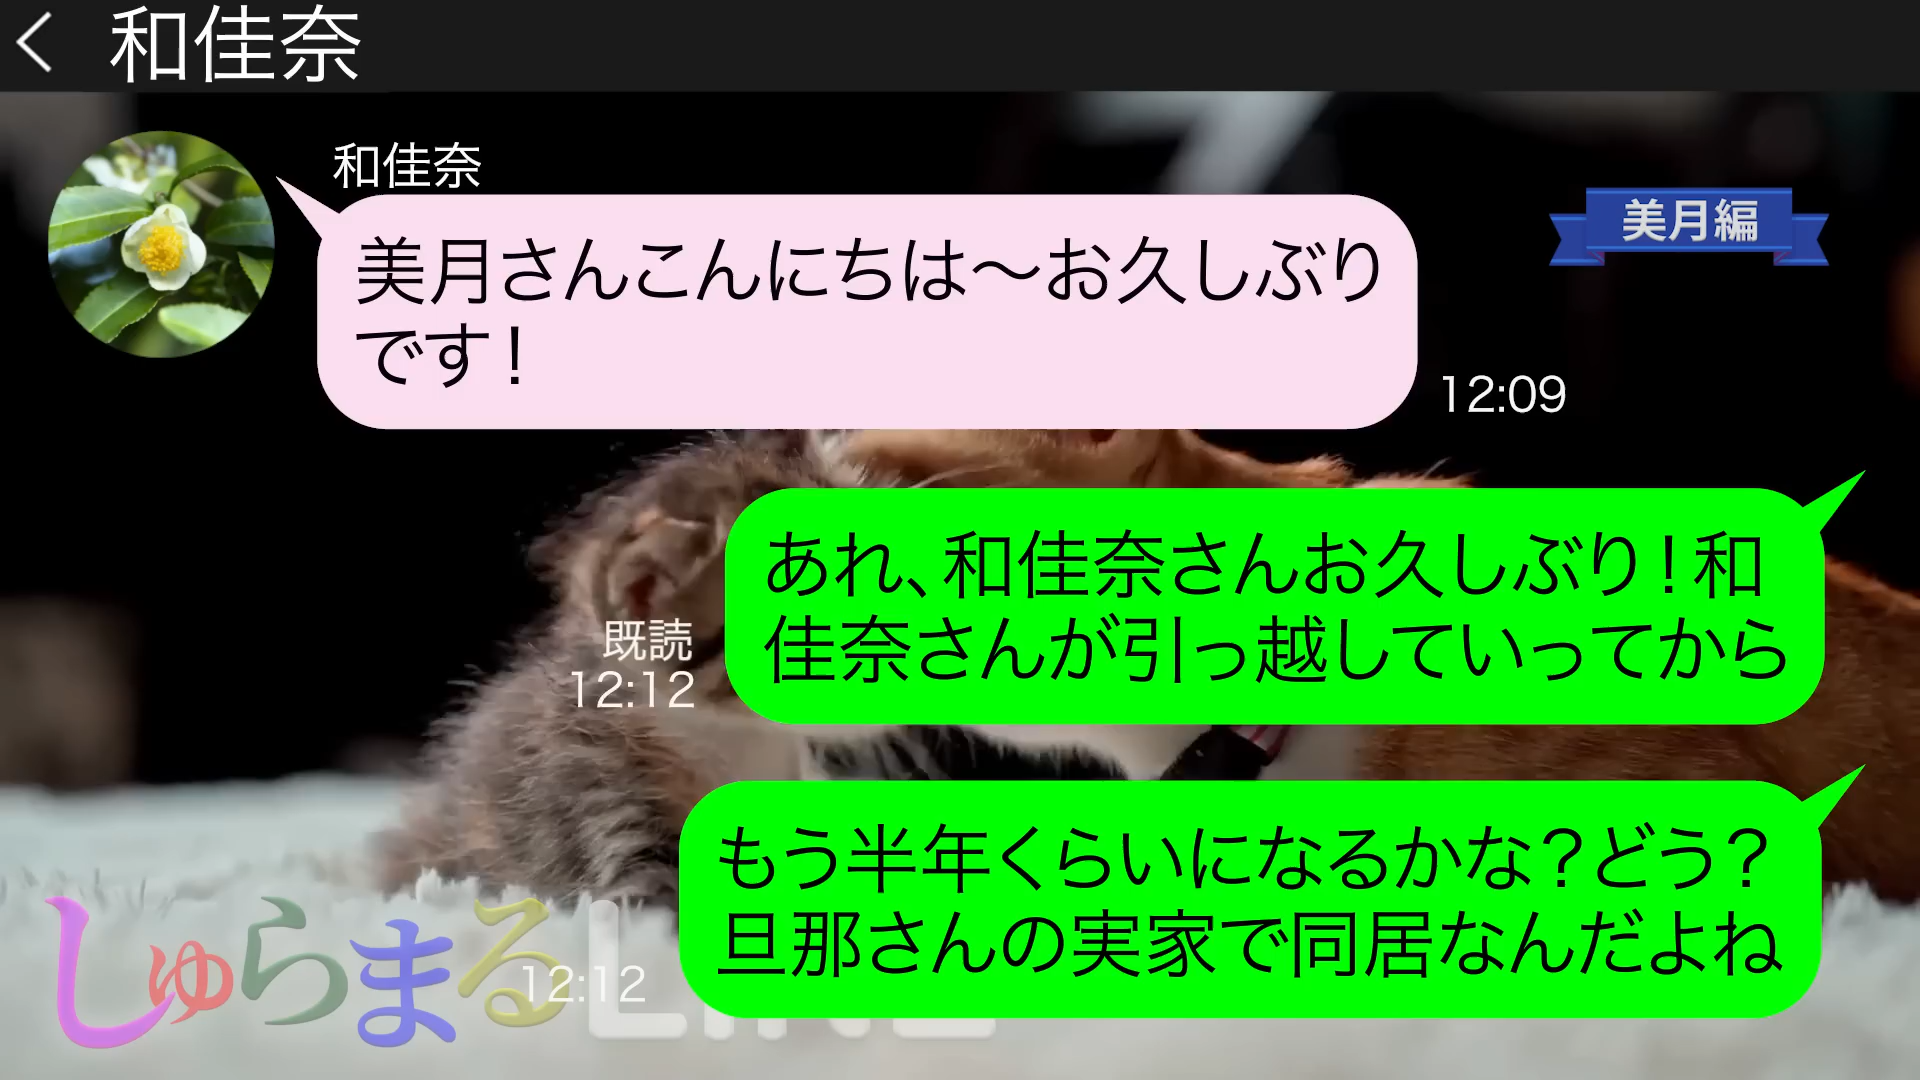 和佳奈
和佳奈
美月編
美月さんこんにちは〜お久しぶり
です！
12:09
あれ、和佳奈さんお久しぶり！和
佳奈さんが引っ越していってから
既読
12:12
もう半年くらいになるかな？どう？
旦那さんの実家で同居なんだよね
12:12
しゅらまるLINE